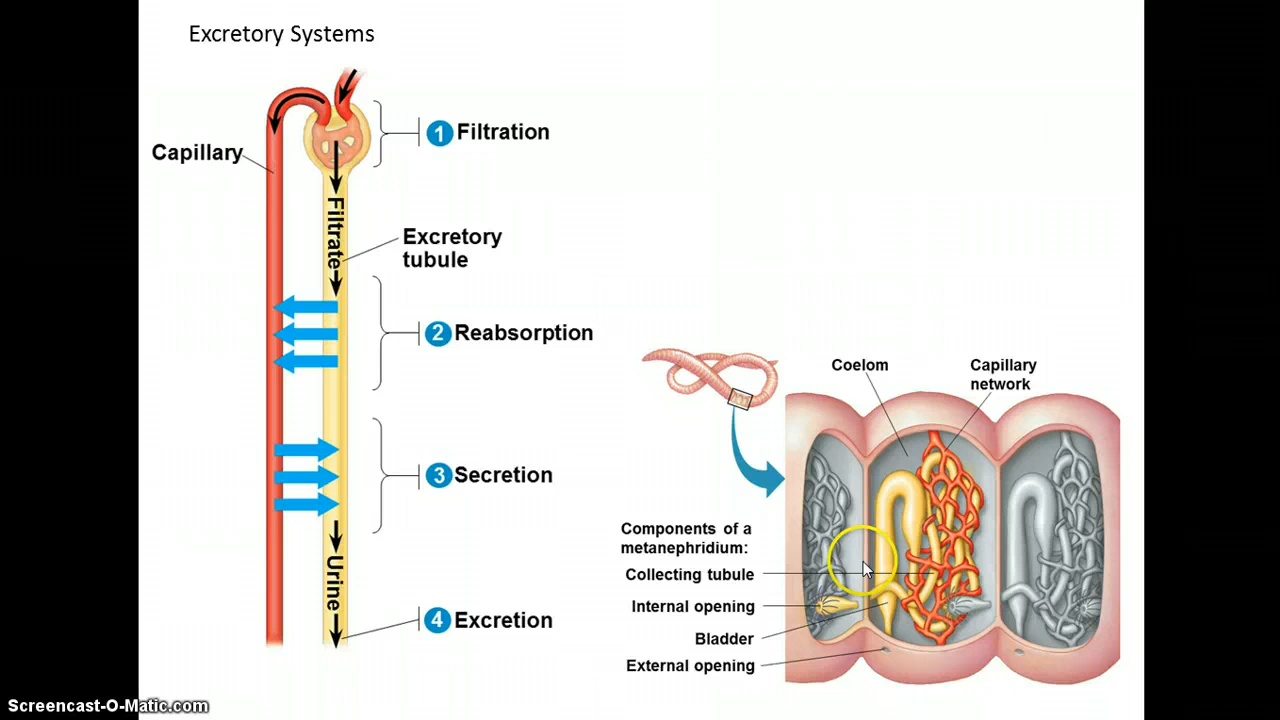 Excretory Systems
1 Filtration
Capillary
Filtrate
Excretory
tubule
2 Reabsorption
3 Secretion
Urine
4 Excretion
Coelom
Capillary
network
Components of a
metanephridium:
Collecting tubule
Internal opening
Bladder
External opening
Screencast-O-Matic.com